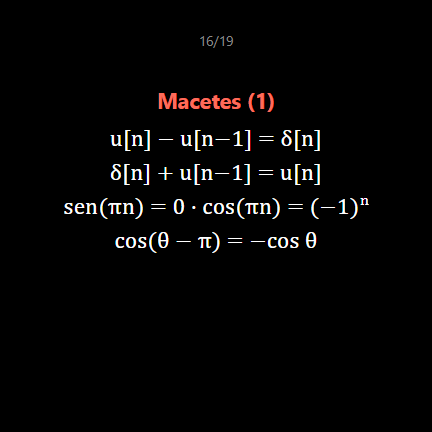 16/19
Macetes (1)
u[n] − u[n−1] = δ[n]
δ[n] + u[n−1] = u[n]
sen(πn) = 0 · cos(πn) = (−1)ⁿ
cos(θ − π) = −cos θ